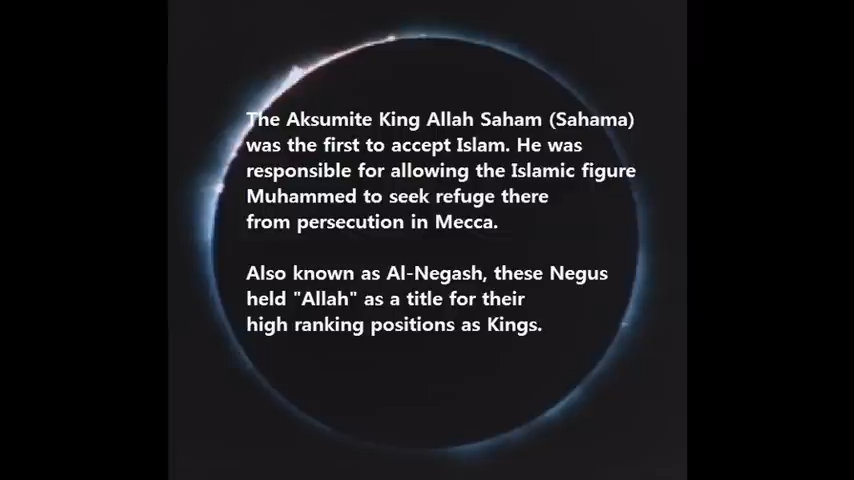 The Aksumite King Allah Saham (Sahama)
was the first to accept Islam. He was
responsible for allowing the Islamic figure
Muhammed to seek refuge there
from persecution in Mecca.
Also known as Al-Negash, these Negus
held "Allah" as a title for their
high ranking positions as Kings.